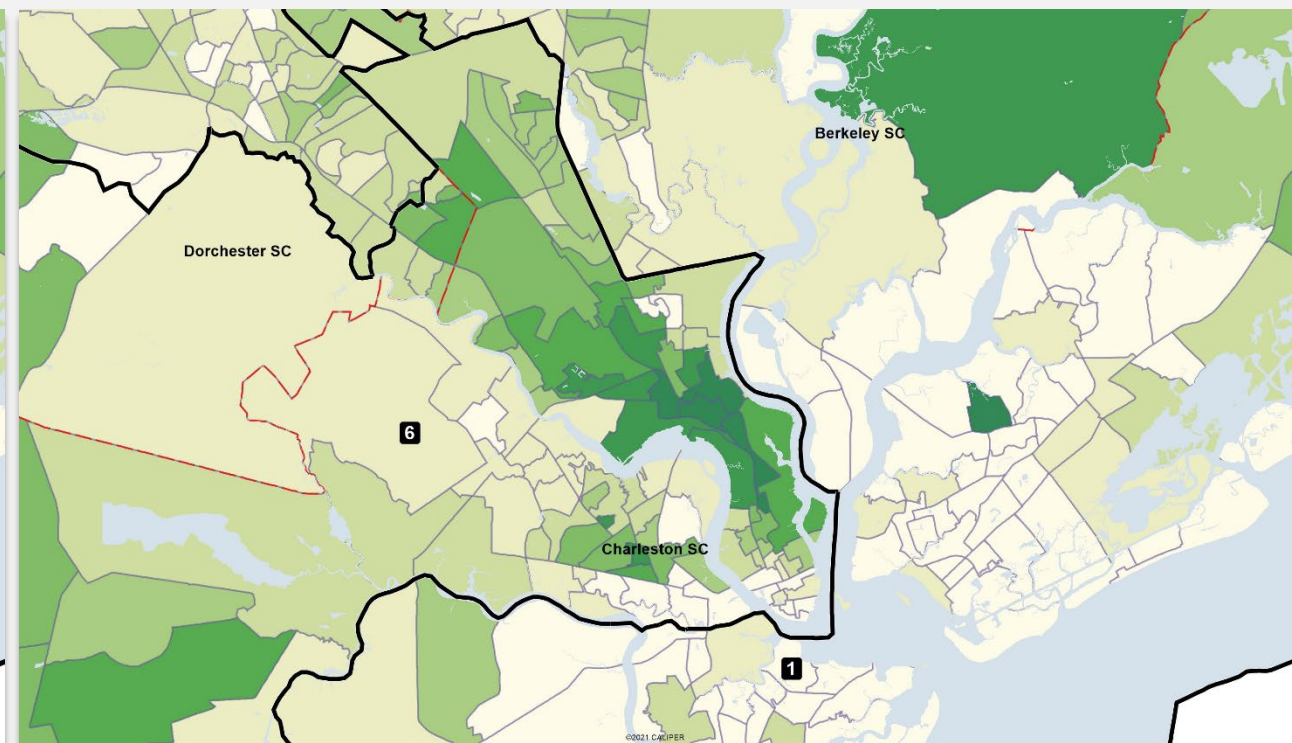 Berkeley SC
Dorchester SC
6
Charleston SC
1
©2021 CALIPER